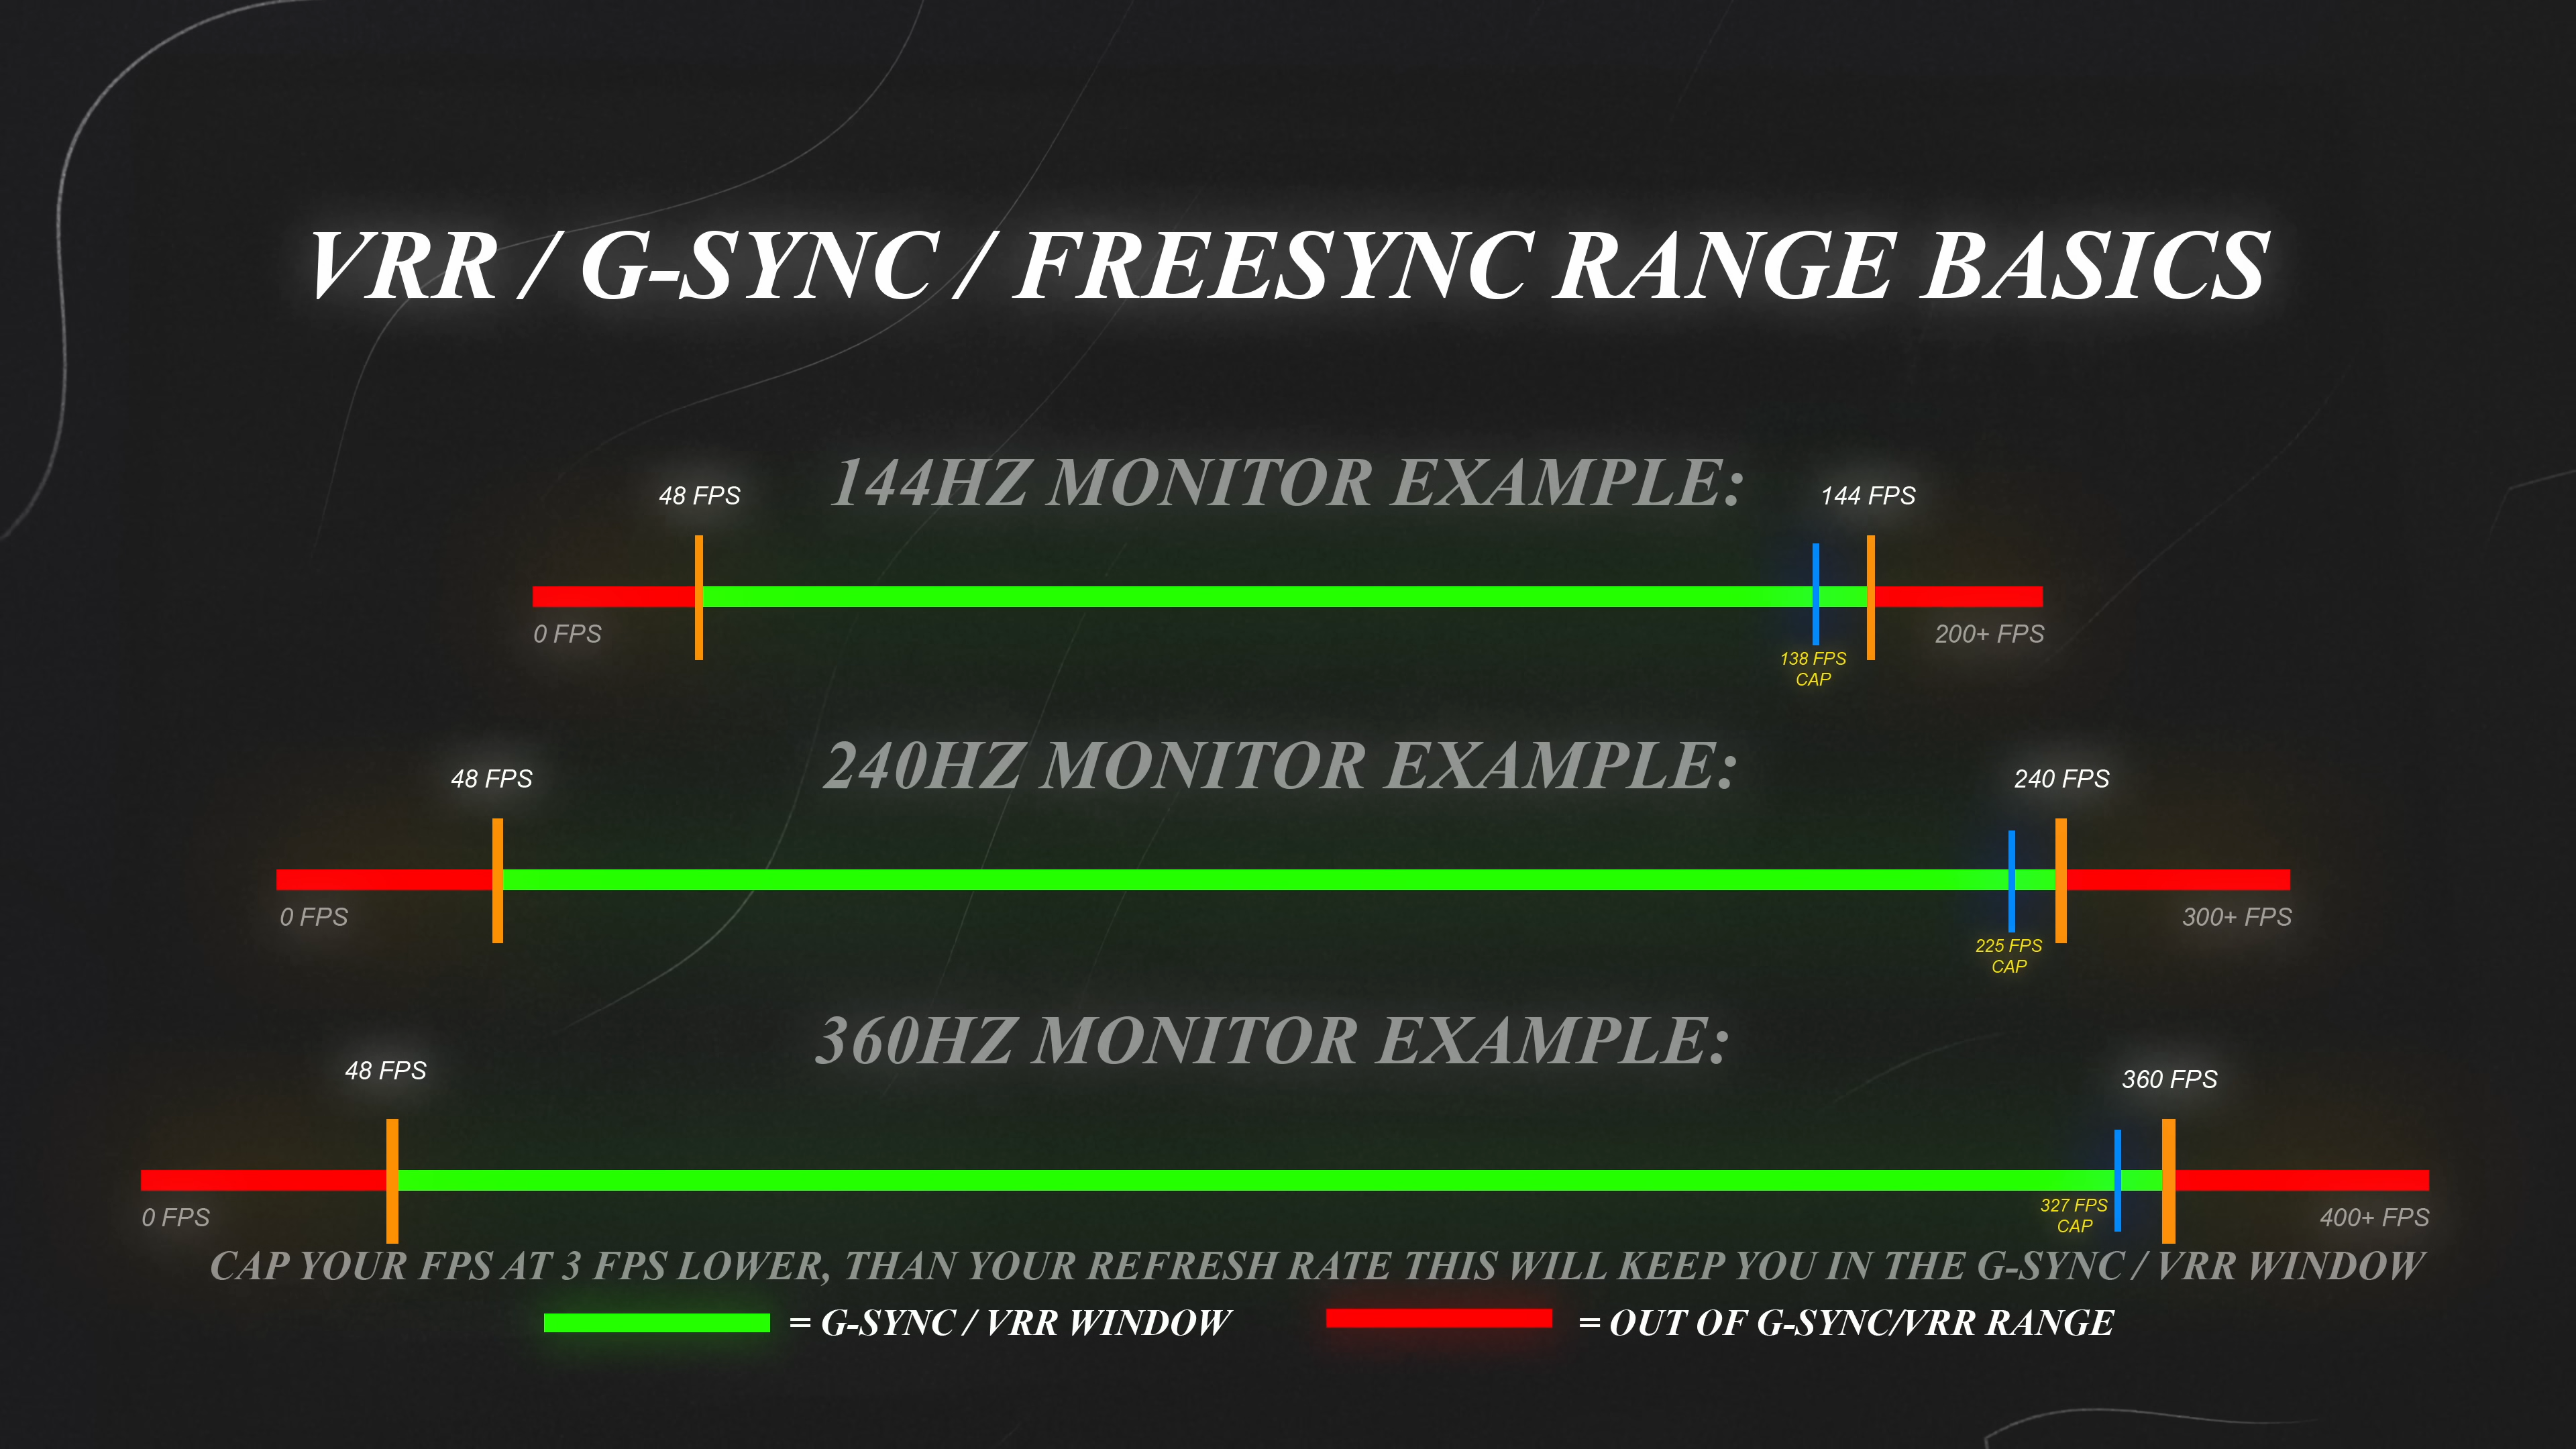 VRR / G-SYNC / FREESYNC RANGE BASICS
144HZ MONITOR EXAMPLE:
48 FPS
144 FPS
0 FPS
200+ FPS
138 FPS
CAP
240HZ MONITOR EXAMPLE:
48 FPS
240 FPS
0 FPS
300+ FPS
225 FPS
CAP
360HZ MONITOR EXAMPLE:
48 FPS
360 FPS
327 FPS
CAP
0 FPS
400+ FPS
CAP YOUR FPS AT 3 FPS LOWER, THAN YOUR REFRESH RATE THIS WILL KEEP YOU IN THE G-SYNC / VRR WINDOW
= G-SYNC / VRR WINDOW
= OUT OF G-SYNC/VRR RANGE